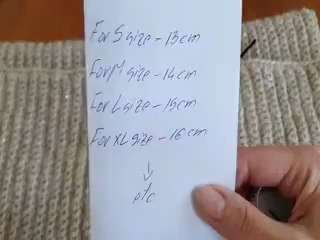 For S size - 13cm
For M size - 14cm
For L size - 15cm
For XL size - 16cm
↓
etc